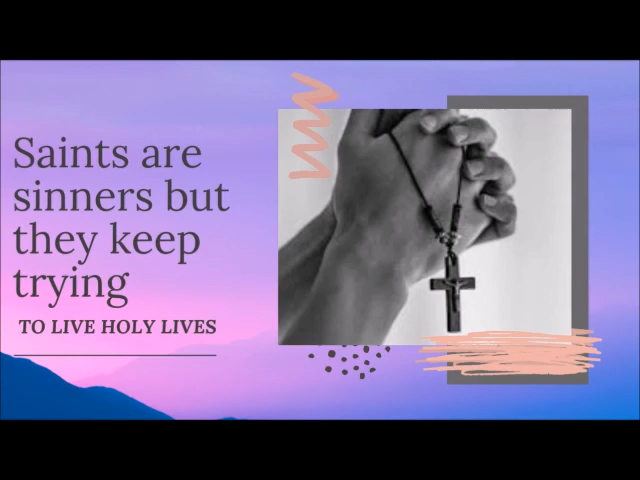 Saints are
sinners but
they keep
trying
TO LIVE HOLY LIVES